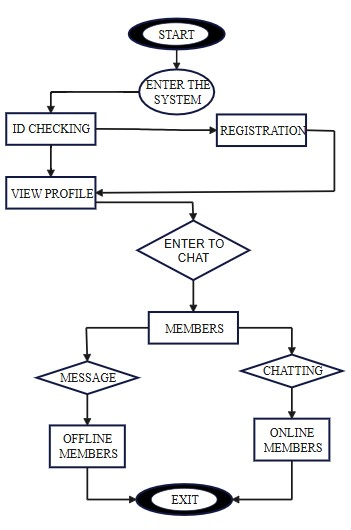 START
ENTER THE
SYSTEM
ID CHECKING
REGISTRATION
VIEW PROFILE
ENTER TO
CHAT
MEMBERS
MESSAGE
CHATTING
OFFLINE
MEMBERS
ONLINE
MEMBERS
EXIT